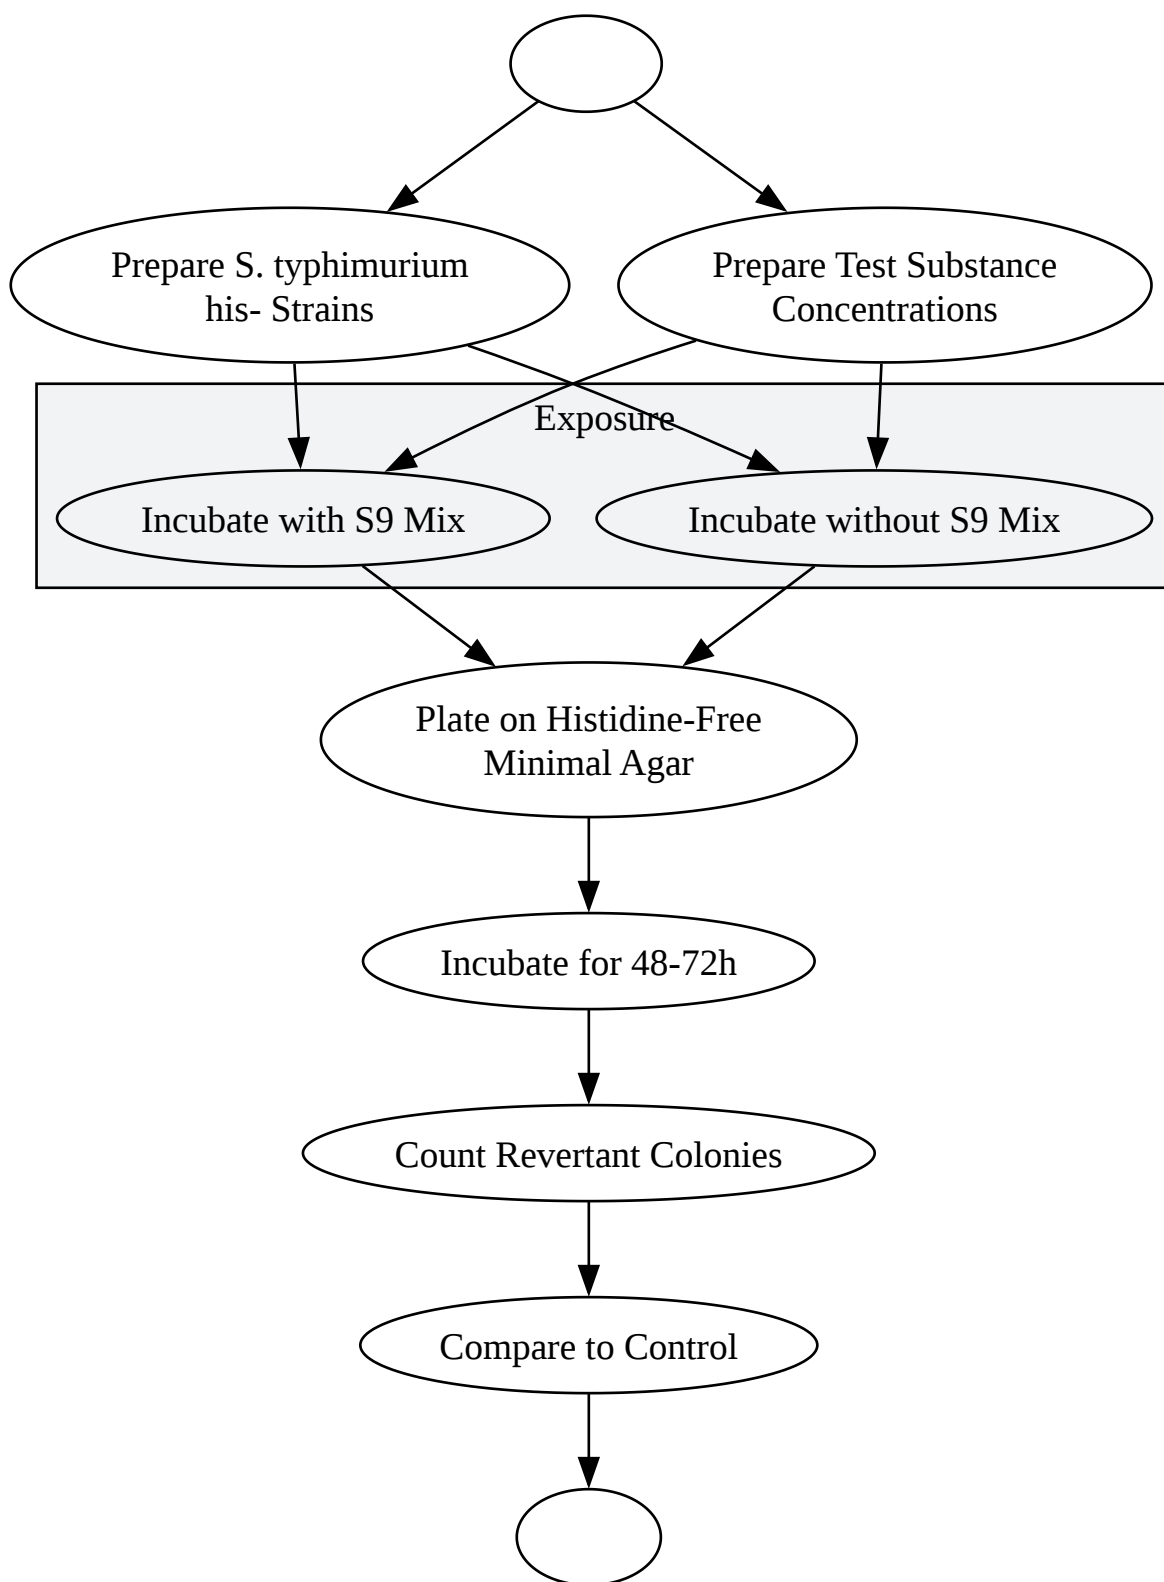 Prepare S. typhimurium
his- Strains
Prepare Test Substance
Concentrations
Exposure
Incubate with S9 Mix
Incubate without S9 Mix
Plate on Histidine-Free
Minimal Agar
Incubate for 48-72h
Count Revertant Colonies
Compare to Control